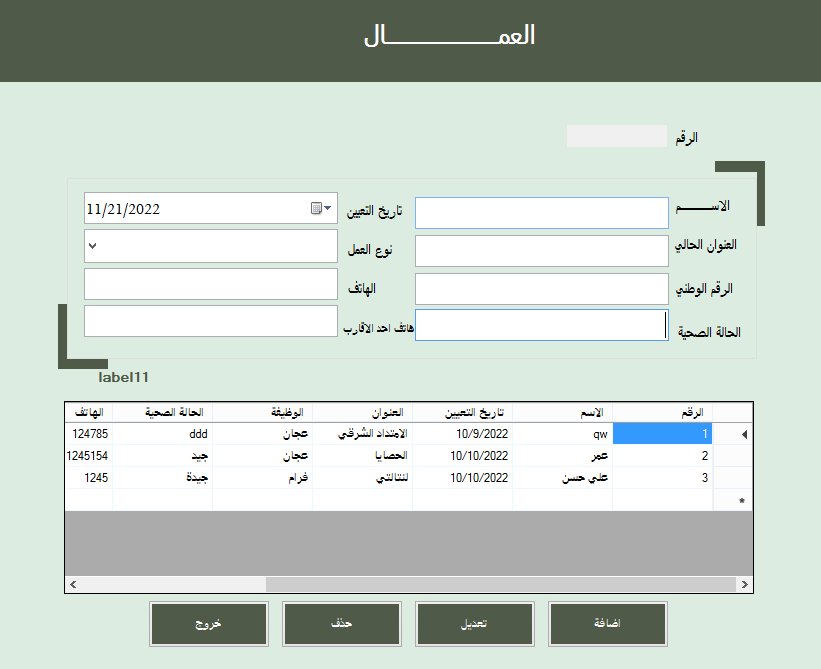 العمـــــــــــــــال
الرقم
الاســــــم
تاريخ التعيين 11/21/2022
العنوان الحالي
نوع العمل
الرقم الوطني
الهاتف
الحالة الصحية
هاتف احد الاقارب
label11
الرقم الاسم تاريخ التعيين العنوان الوظيفة الحالة الصحية الهاتف
1 qw 10/9/2022 الامتداد الشرقي عجان ddd 124785
2 عمر 10/10/2022 الحصايا عجان جيد 1245154
3 علي حسن 10/10/2022 لنتالتي فرام جيدة 1245
اضافة تعديل حذف خروج